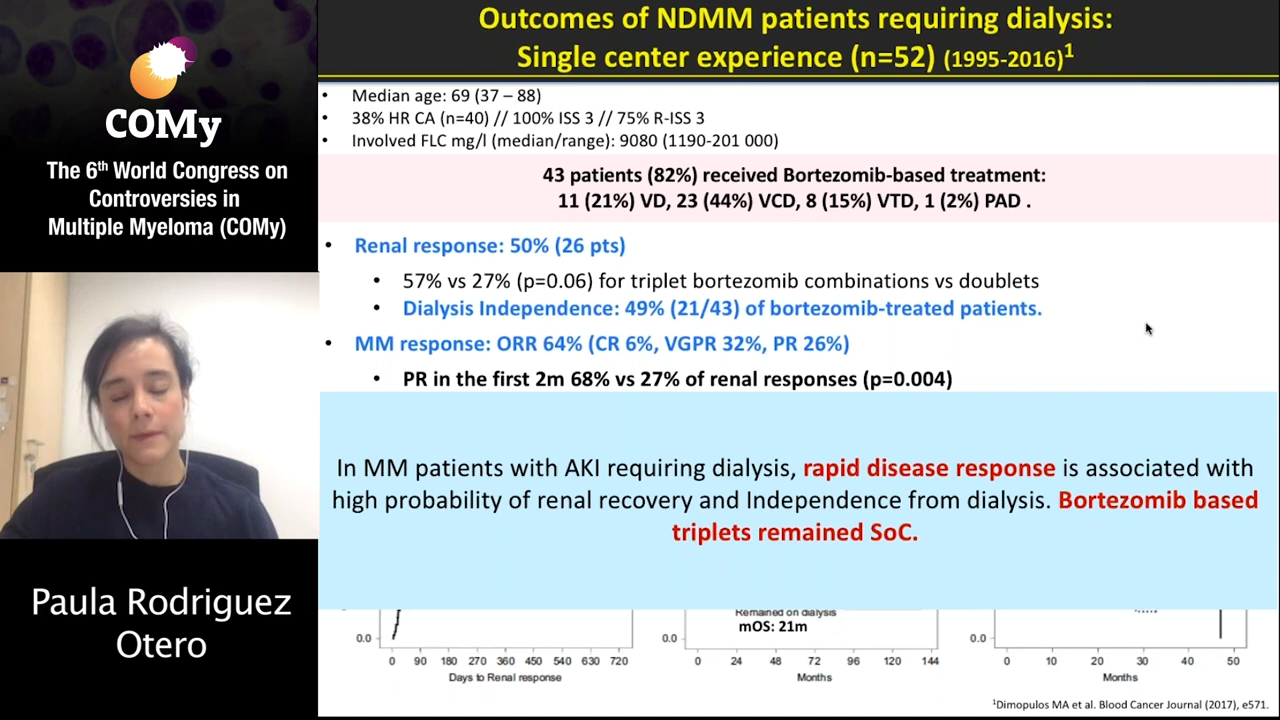 COMy
The 6th World Congress on
Controversies in
Multiple Myeloma (COMy)
Paula Rodriguez
Otero
Outcomes of NDMM patients requiring dialysis:
Single center experience (n=52) (1995-2016)1
• Median age: 69 (37 – 88)
• 38% HR CA (n=40) // 100% ISS 3 // 75% R-ISS 3
• Involved FLC mg/l (median/range): 9080 (1190-201 000)
43 patients (82%) received Bortezomib-based treatment:
11 (21%) VD, 23 (44%) VCD, 8 (15%) VTD, 1 (2%) PAD .
• Renal response: 50% (26 pts)
• 57% vs 27% (p=0.06) for triplet bortezomib combinations vs doublets
• Dialysis Independence: 49% (21/43) of bortezomib-treated patients.
• MM response: ORR 64% (CR 6%, VGPR 32%, PR 26%)
• PR in the first 2m 68% vs 27% of renal responses (p=0.004)
In MM patients with AKI requiring dialysis, rapid disease response is associated with
high probability of renal recovery and Independence from dialysis. Bortezomib based
triplets remained SoC.
Remained on dialysis
mOS: 21m
0.0 0.0 0.0
0 90 180 270 360 450 540 630 720 0 24 48 72 96 120 144 0 10 20 30 40 50
Days to Renal response Months Months
1Dimopulos MA et al. Blood Cancer Journal (2017), e571.